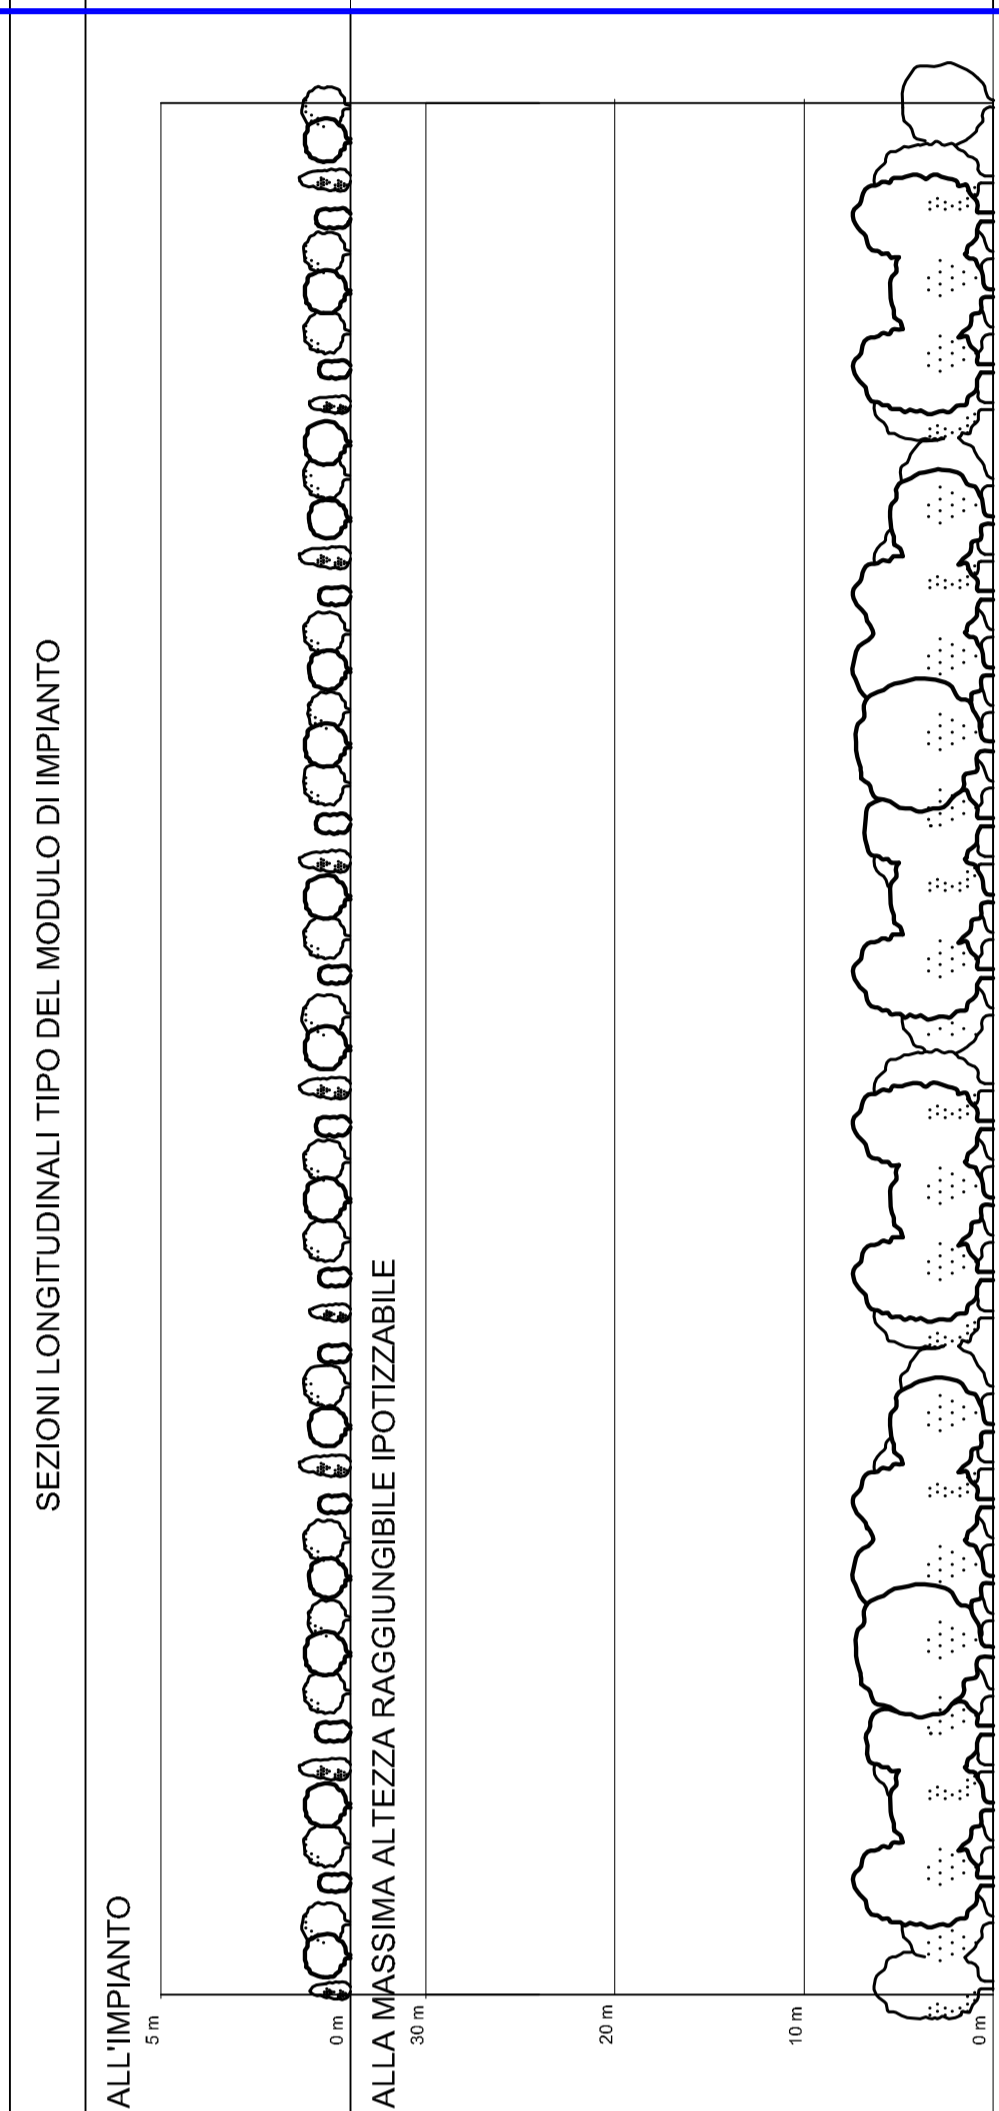 SEZIONI LONGITUDINALI TIPO DEL MODULO DI IMPIANTO
ALL'IMPIANTO
5 m
0 m
ALLA MASSIMA ALTEZZA RAGGIUNGIBILE IPOTIZZABILE
30 m
20 m
10 m
0 m